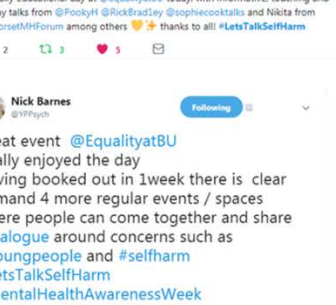 talks from @PookyH @RickBrad1ey @sophiecooktalks and Nikita from
orsetMHForum among others 💛✨ thanks to all! #LetsTalkSelfHarm
2 3 5
Nick Barnes
@YPPsych
Following
eat event @EqualityatBU
ally enjoyed the day
ving booked out in 1week there is clear
mand 4 more regular events / spaces
ere people can come together and share
alogue around concerns such as
oungpeople and #selfharm
etsTalkSelfHarm
entalHealthAwarenessWeek